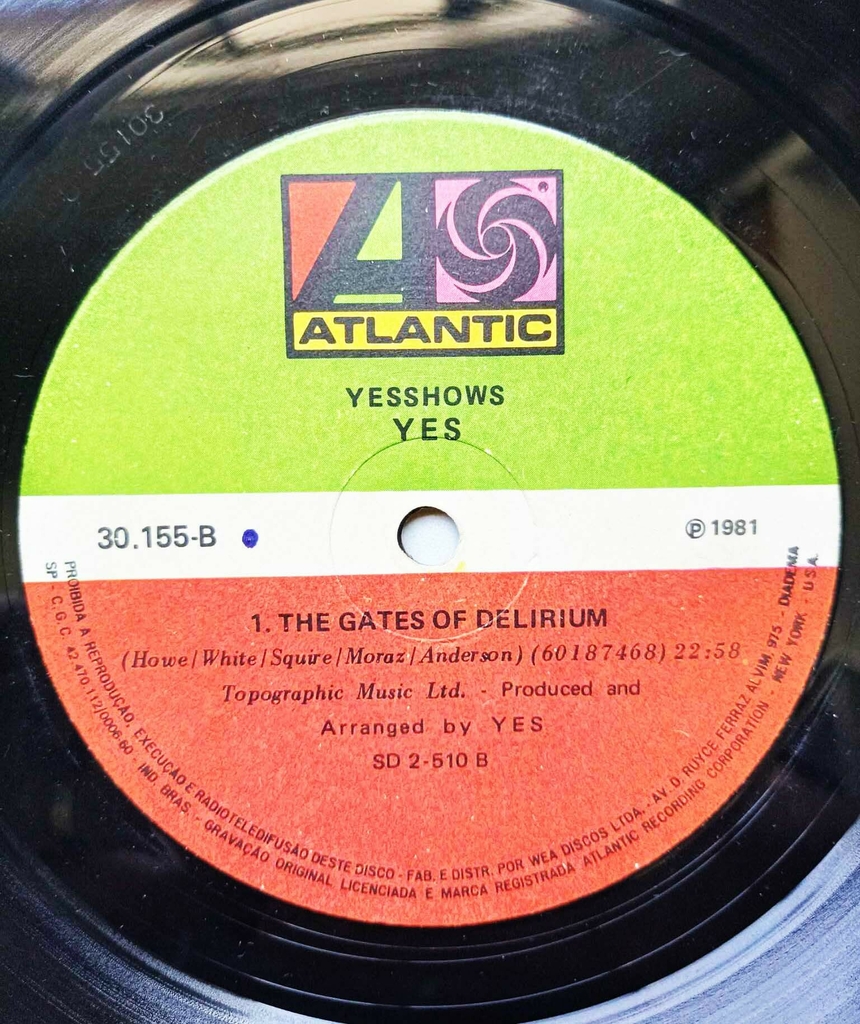 30155
ATLANTIC
YESSHOWS
YES
30.155-B
℗ 1981
1. THE GATES OF DELIRIUM
(Howe/White/Squire/Moraz/Anderson) (60187468) 22:58
Topographic Music Ltd. - Produced and
Arranged by YES
SD 2-510 B
PROIBIDA A REPRODUÇÃO, EXECUÇÃO E RADIOTELEDIFUSÃO DESTE DISCO - FAB. E DISTR. POR WEA DISCOS LTDA. - AV. D. RUYCE FERRAZ ALVIM, 975 - DIADEMA
SP - C.G.C. 42.470.112/0006-60 - IND. BRAS. - GRAVAÇÃO ORIGINAL LICENCIADA E MARCA REGISTRADA ATLANTIC RECORDING CORPORATION - NEW YORK - U.S.A.